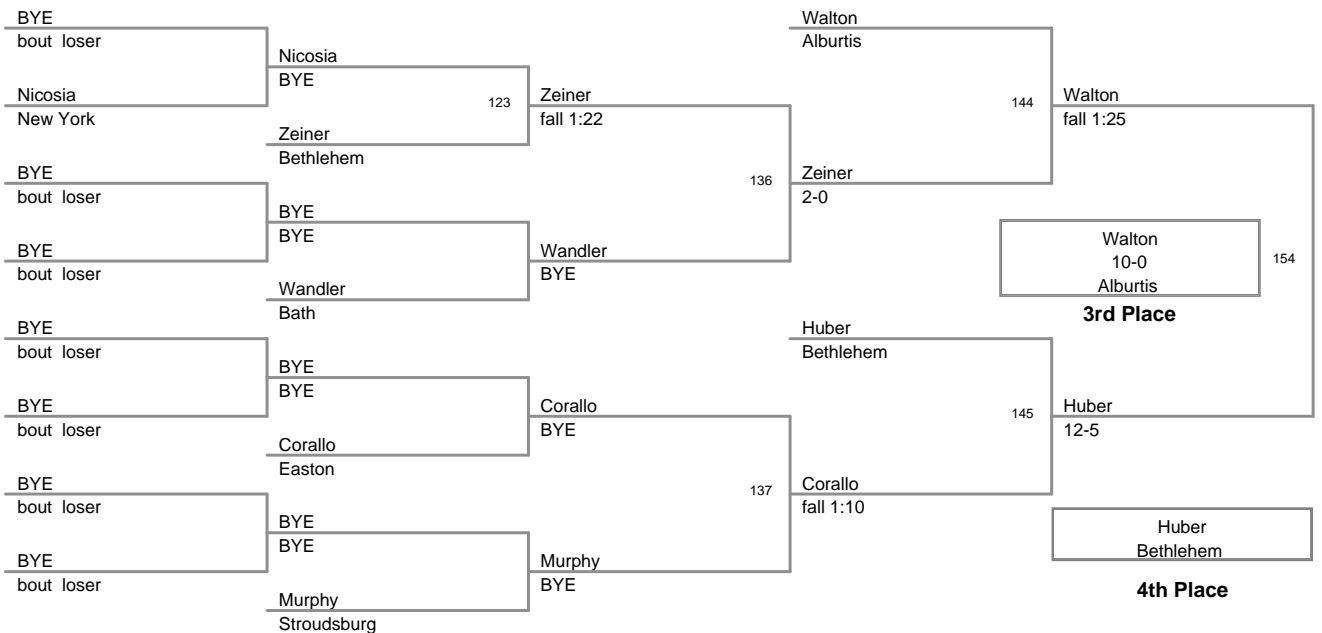 BYE
bout loser
Nicosia
New York
BYE
bout loser
BYE
bout loser
BYE
bout loser
BYE
bout loser
BYE
bout loser
BYE
bout loser
Nicosia
BYE
Zeiner
Bethlehem
BYE
BYE
Wandler
Bath
BYE
BYE
Corallo
Easton
BYE
BYE
Murphy
Stroudsburg
123
Zeiner
fall 1:22
Wandler
BYE
Corallo
BYE
Murphy
BYE
136
137
Walton
Alburtis
Zeiner
2-0
Huber
Bethlehem
Corallo
fall 1:10
144
145
Walton
fall 1:25
Huber
12-5
Walton
10-0
Alburtis
154
3rd Place
Huber
Bethlehem
4th Place